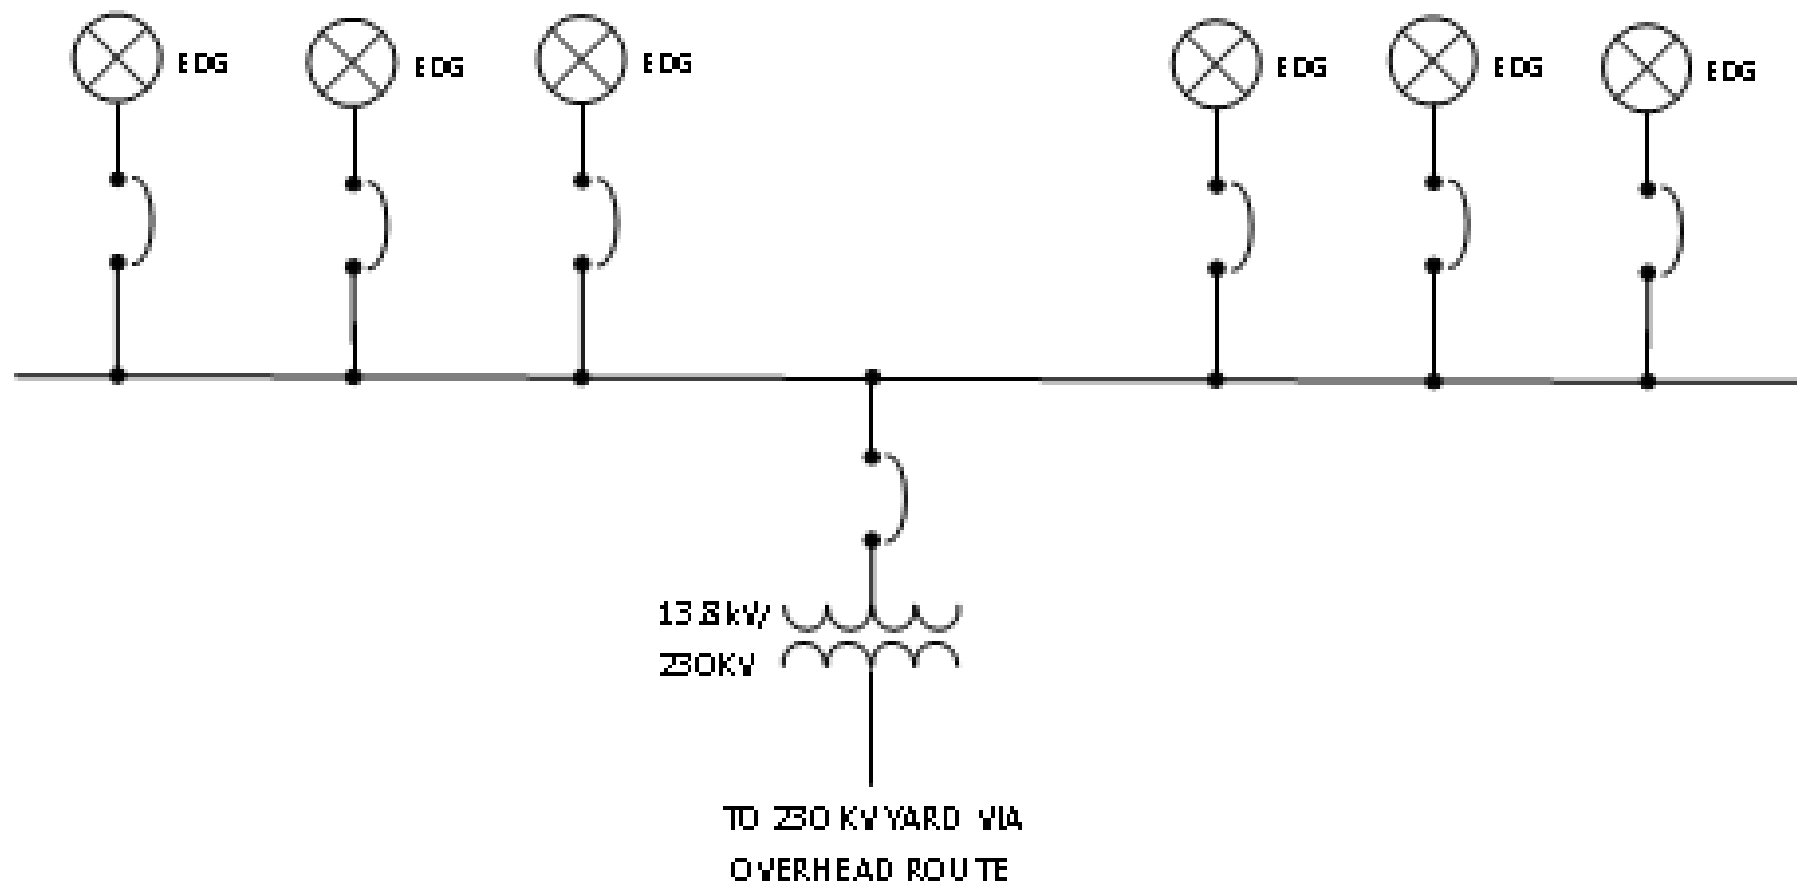 EDG
EDG
EDG
EDG
EDG
EDG
13.8kV/
230KV
TO 230 KV YARD VIA
OVERHEAD ROUTE